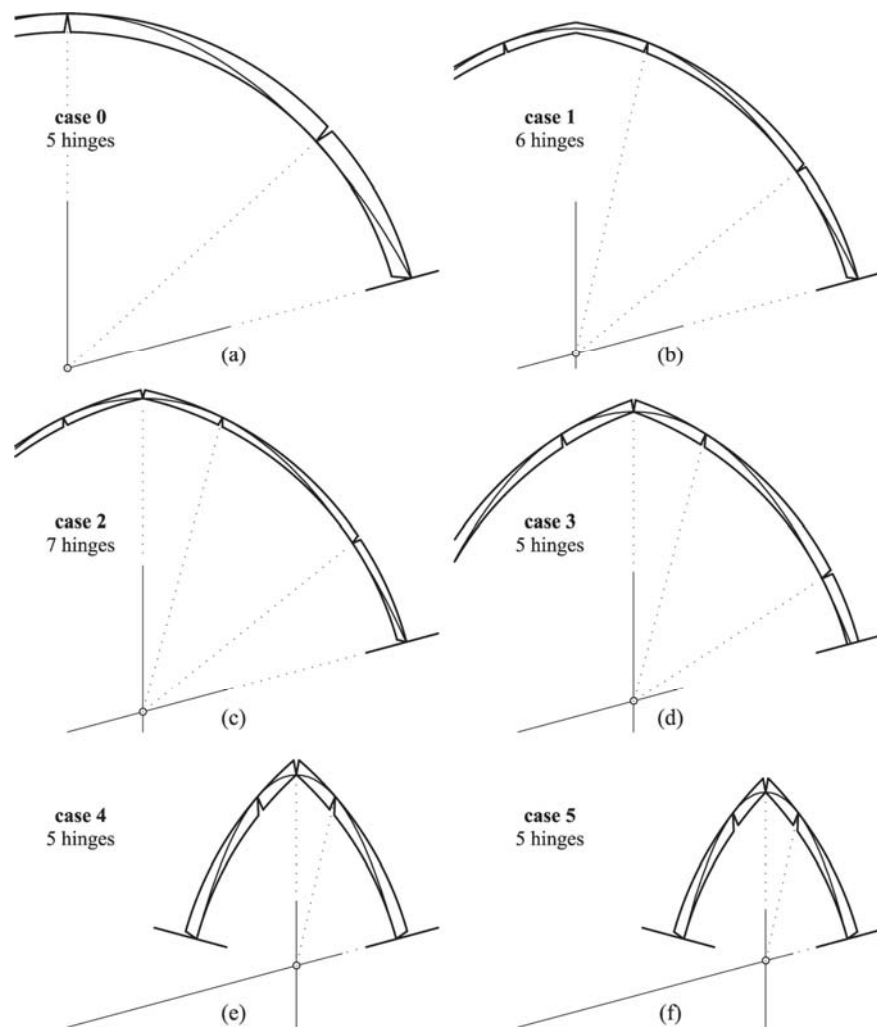 case 0
5 hinges
(a)
case 1
6 hinges
(b)
case 2
7 hinges
(c)
case 3
5 hinges
(d)
case 4
5 hinges
(e)
case 5
5 hinges
(f)